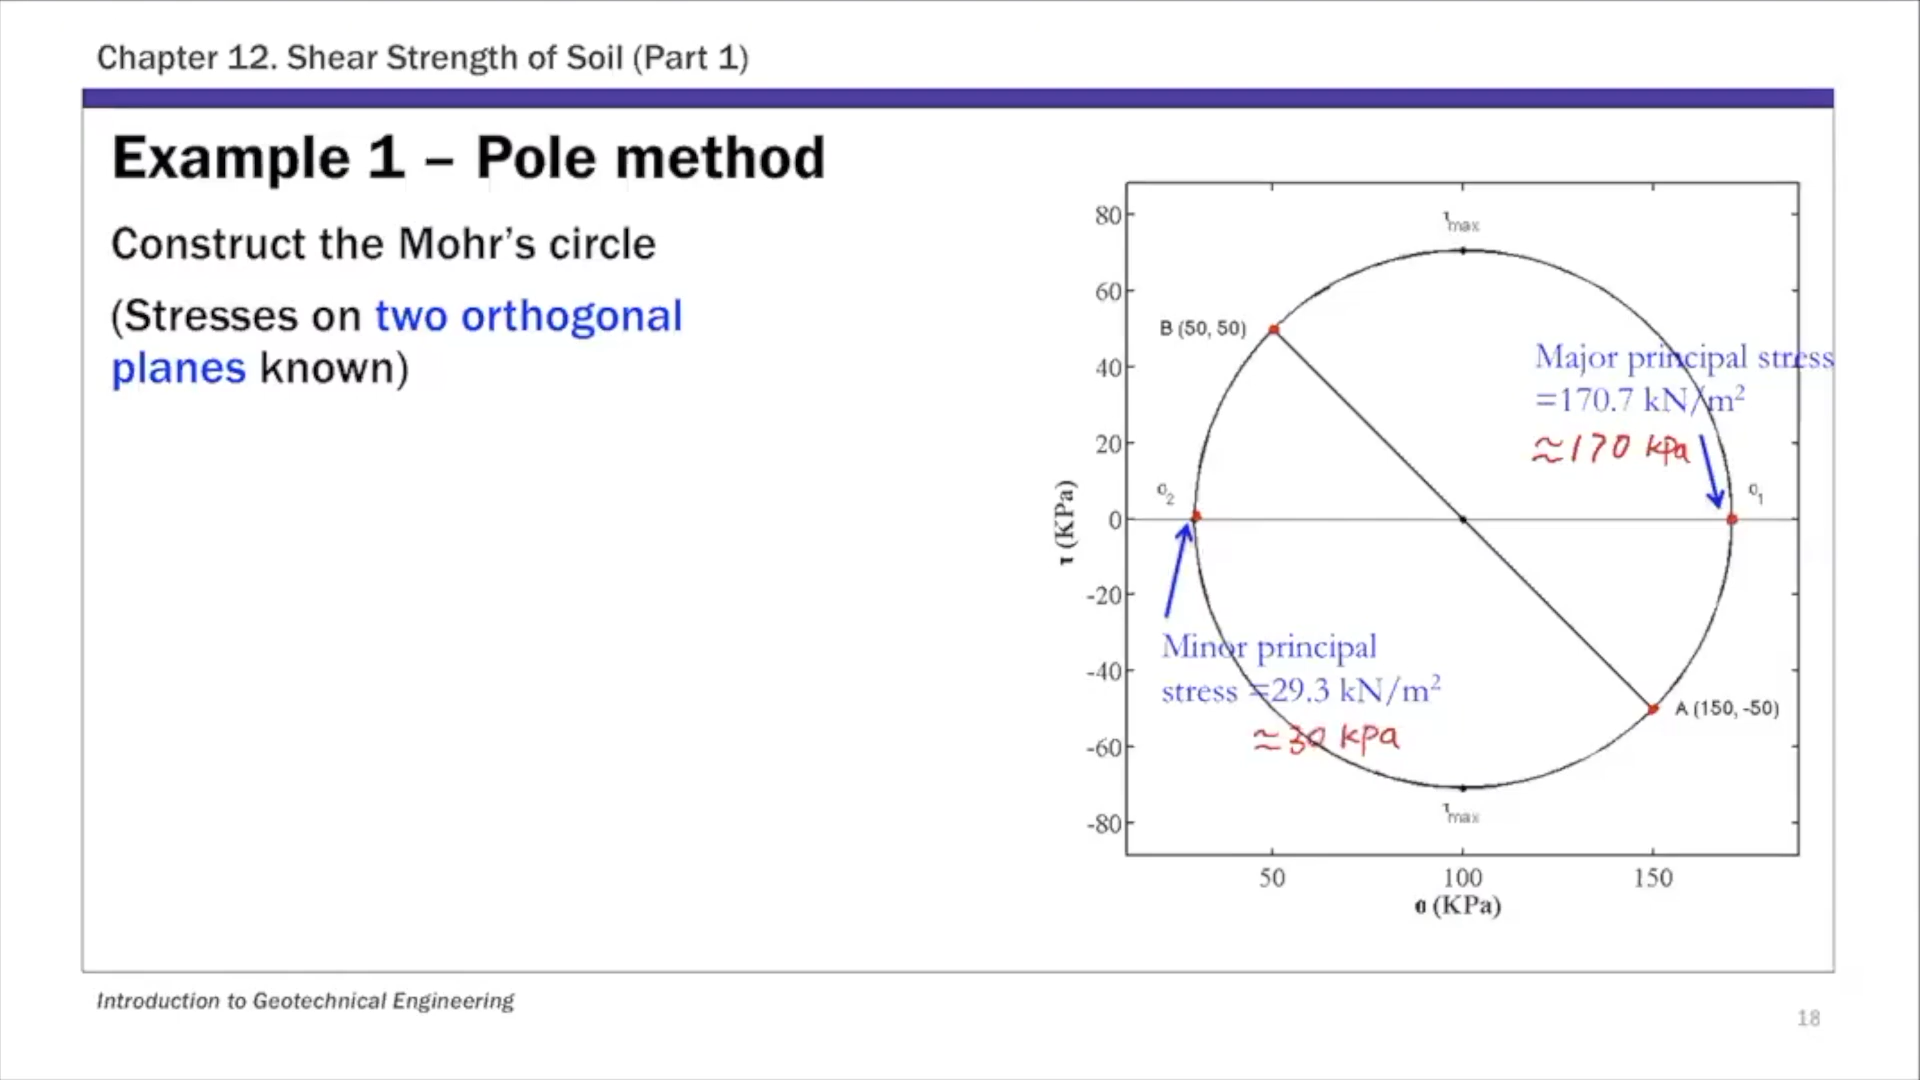 Chapter 12. Shear Strength of Soil (Part 1)
Example 1 – Pole method
Construct the Mohr's circle
(Stresses on two orthogonal
planes known)
80
60
40
20
0
-20
-40
-60
-80
τ (KPa)
τmax
B (50, 50)
Major principal stress
=170.7 kN/m²
≈170 kPa
σ2
σ1
Minor principal
stress =29.3 kN/m²
≈30 kPa
A (150, -50)
τmax
50
100
150
σ (KPa)
Introduction to Geotechnical Engineering
18